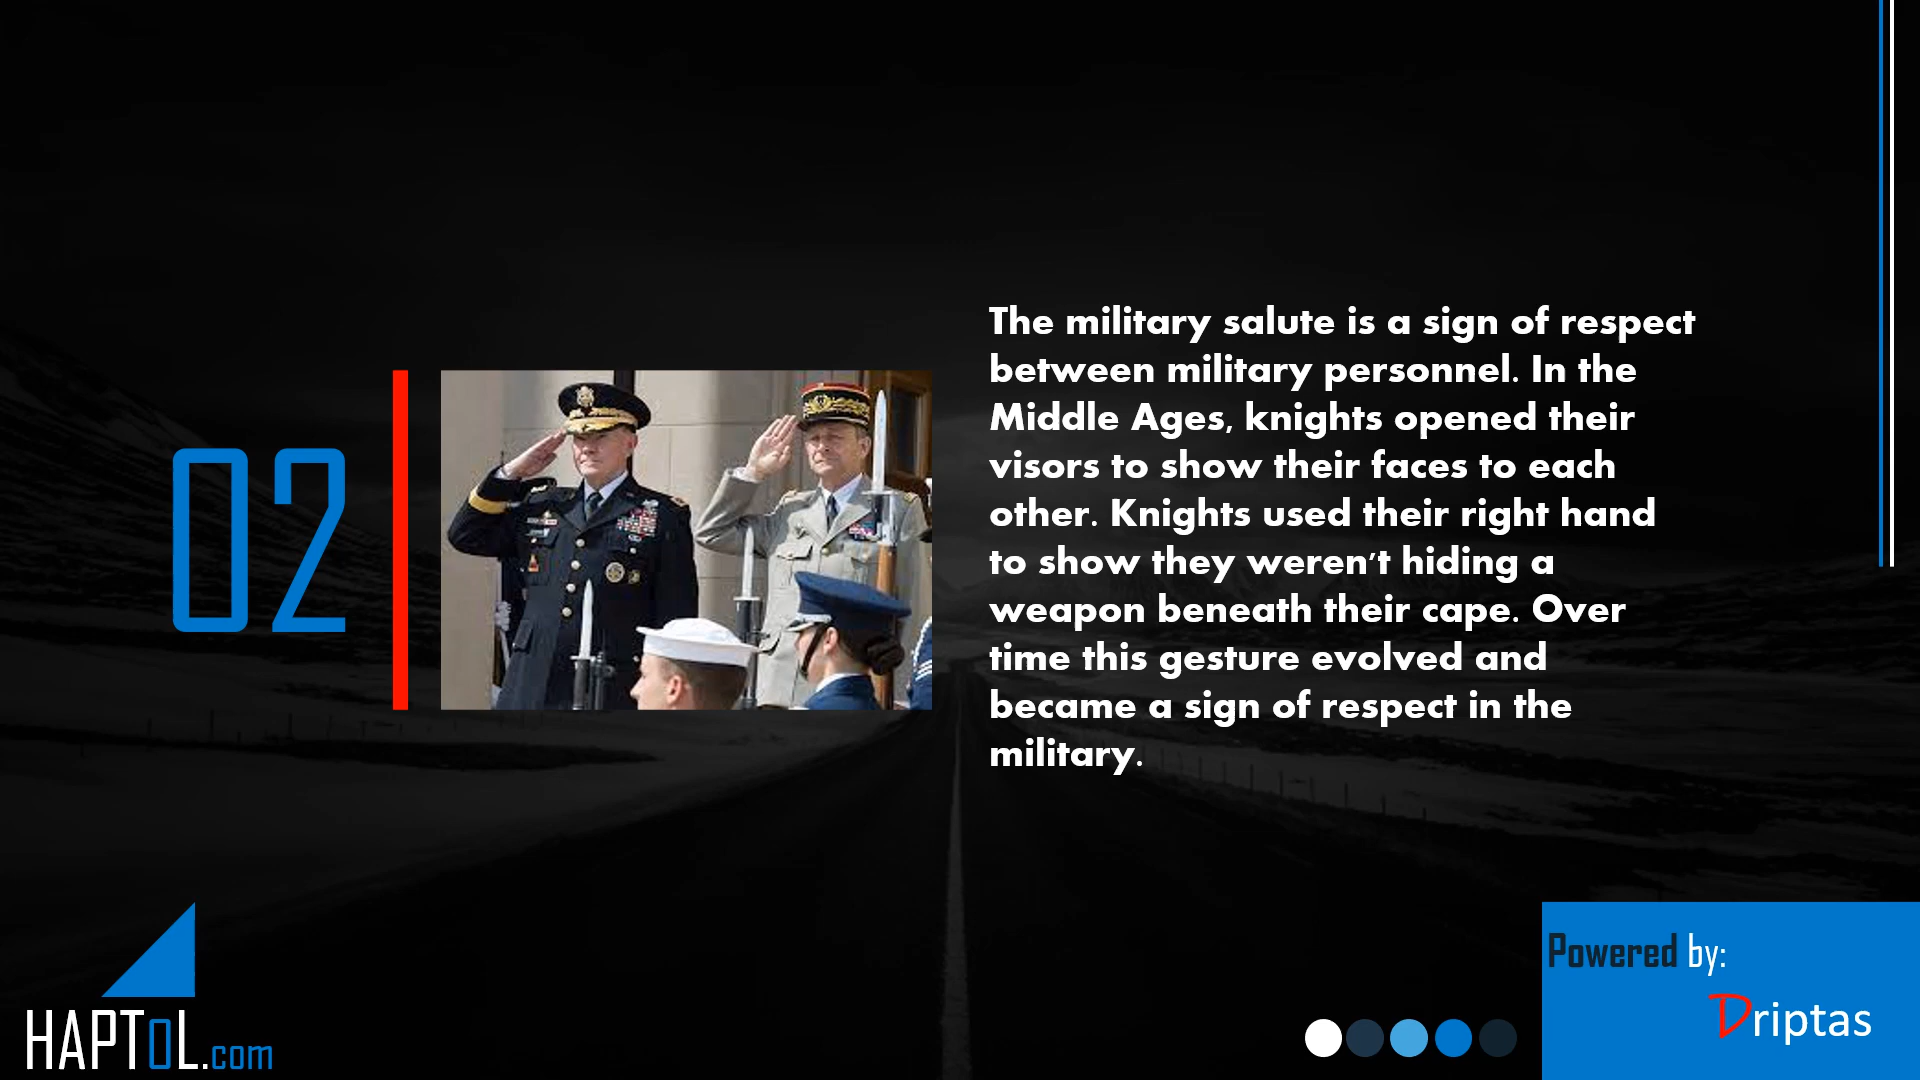 The military salute is a sign of respect
between military personnel. In the
Middle Ages, knights opened their
visors to show their faces to each
other. Knights used their right hand
to show they weren't hiding a
weapon beneath their cape. Over
time this gesture evolved and
became a sign of respect in the
military.
02
HAPTOL.com
Powered by:
Driptas